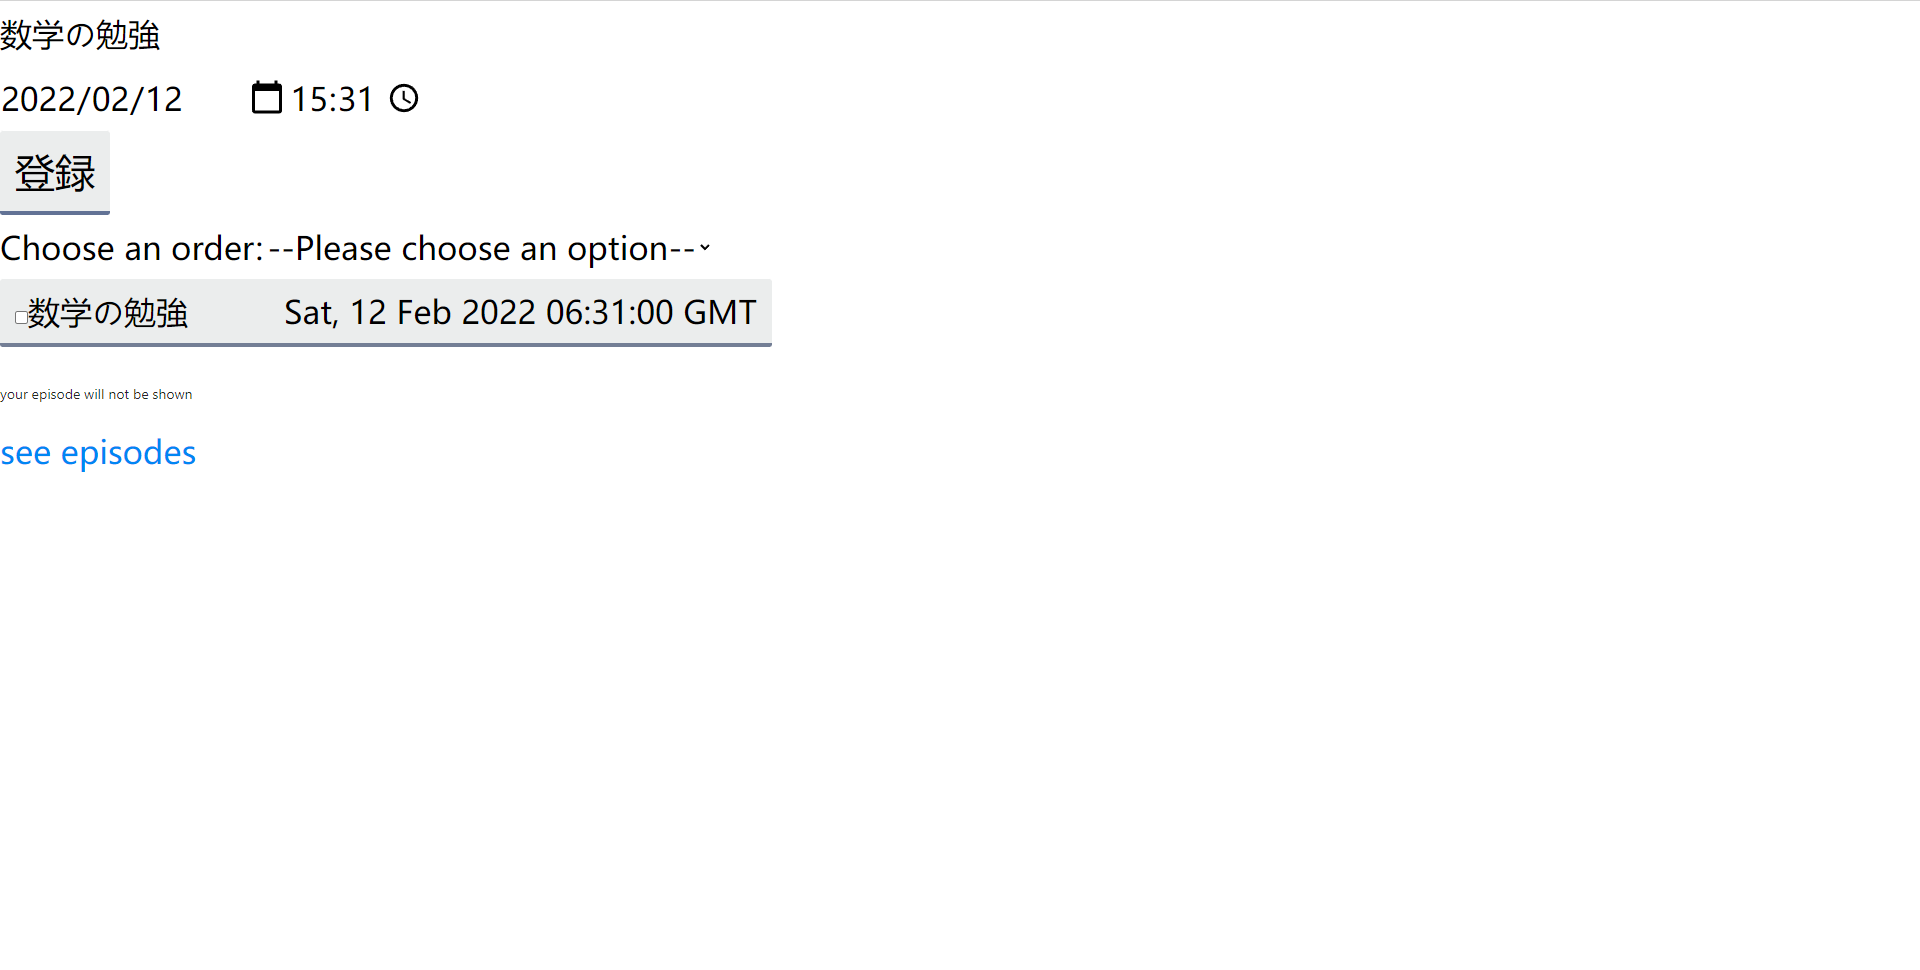 数学の勉強
2022/02/12 15:31
登録
Choose an order: --Please choose an option--
数学の勉強 Sat, 12 Feb 2022 06:31:00 GMT
your episode will not be shown
see episodes